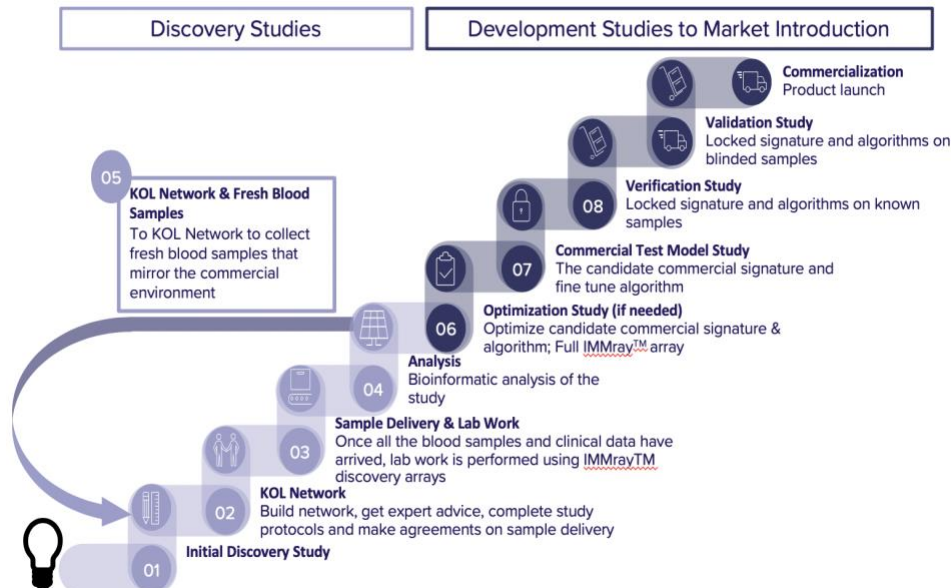 Discovery Studies
Development Studies to Market Introduction
Commercialization
Product launch
Validation Study
Locked signature and algorithms on
blinded samples
05
KOL Network & Fresh Blood
Samples
To KOL Network to collect
fresh blood samples that
mirror the commercial
environment
08
Verification Study
Locked signature and algorithms on known
samples
07
Commercial Test Model Study
The candidate commercial signature and
fine tune algorithm
06
Optimization Study (if needed)
Optimize candidate commercial signature &
algorithm; Full IMMray™ array
04
Analysis
Bioinformatic analysis of the
study
03
Sample Delivery & Lab Work
Once all the blood samples and clinical data have
arrived, lab work is performed using IMMrayTM
discovery arrays
02
KOL Network
Build network, get expert advice, complete study
protocols and make agreements on sample delivery
01
Initial Discovery Study